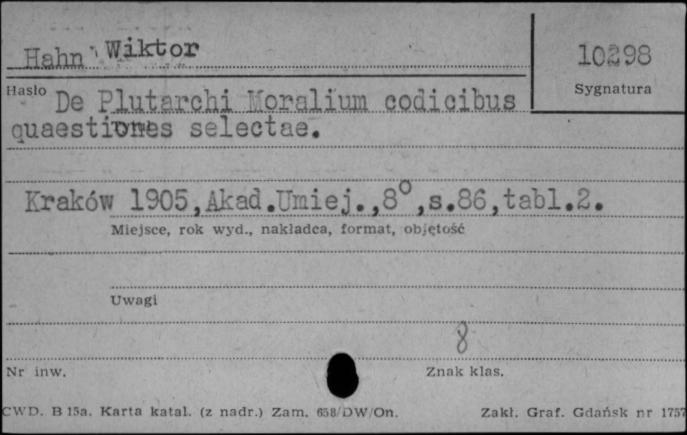 Hahn Wiktor
10298
Hasło
Sygnatura
De Plutarchi Moralium codicibus
quaestiones selectae.
Kraków 1905,Akad.Umiej.,8°,s.86,tabl.2.
Miejsce, rok wyd., nakładca, format, objętość
Uwagi
8
Nr inw.
Znak klas.
CWD. B 15a. Karta katal. (z nadr.) Zam. 658/DW/On.
Zakł. Graf. Gdańsk nr 1757